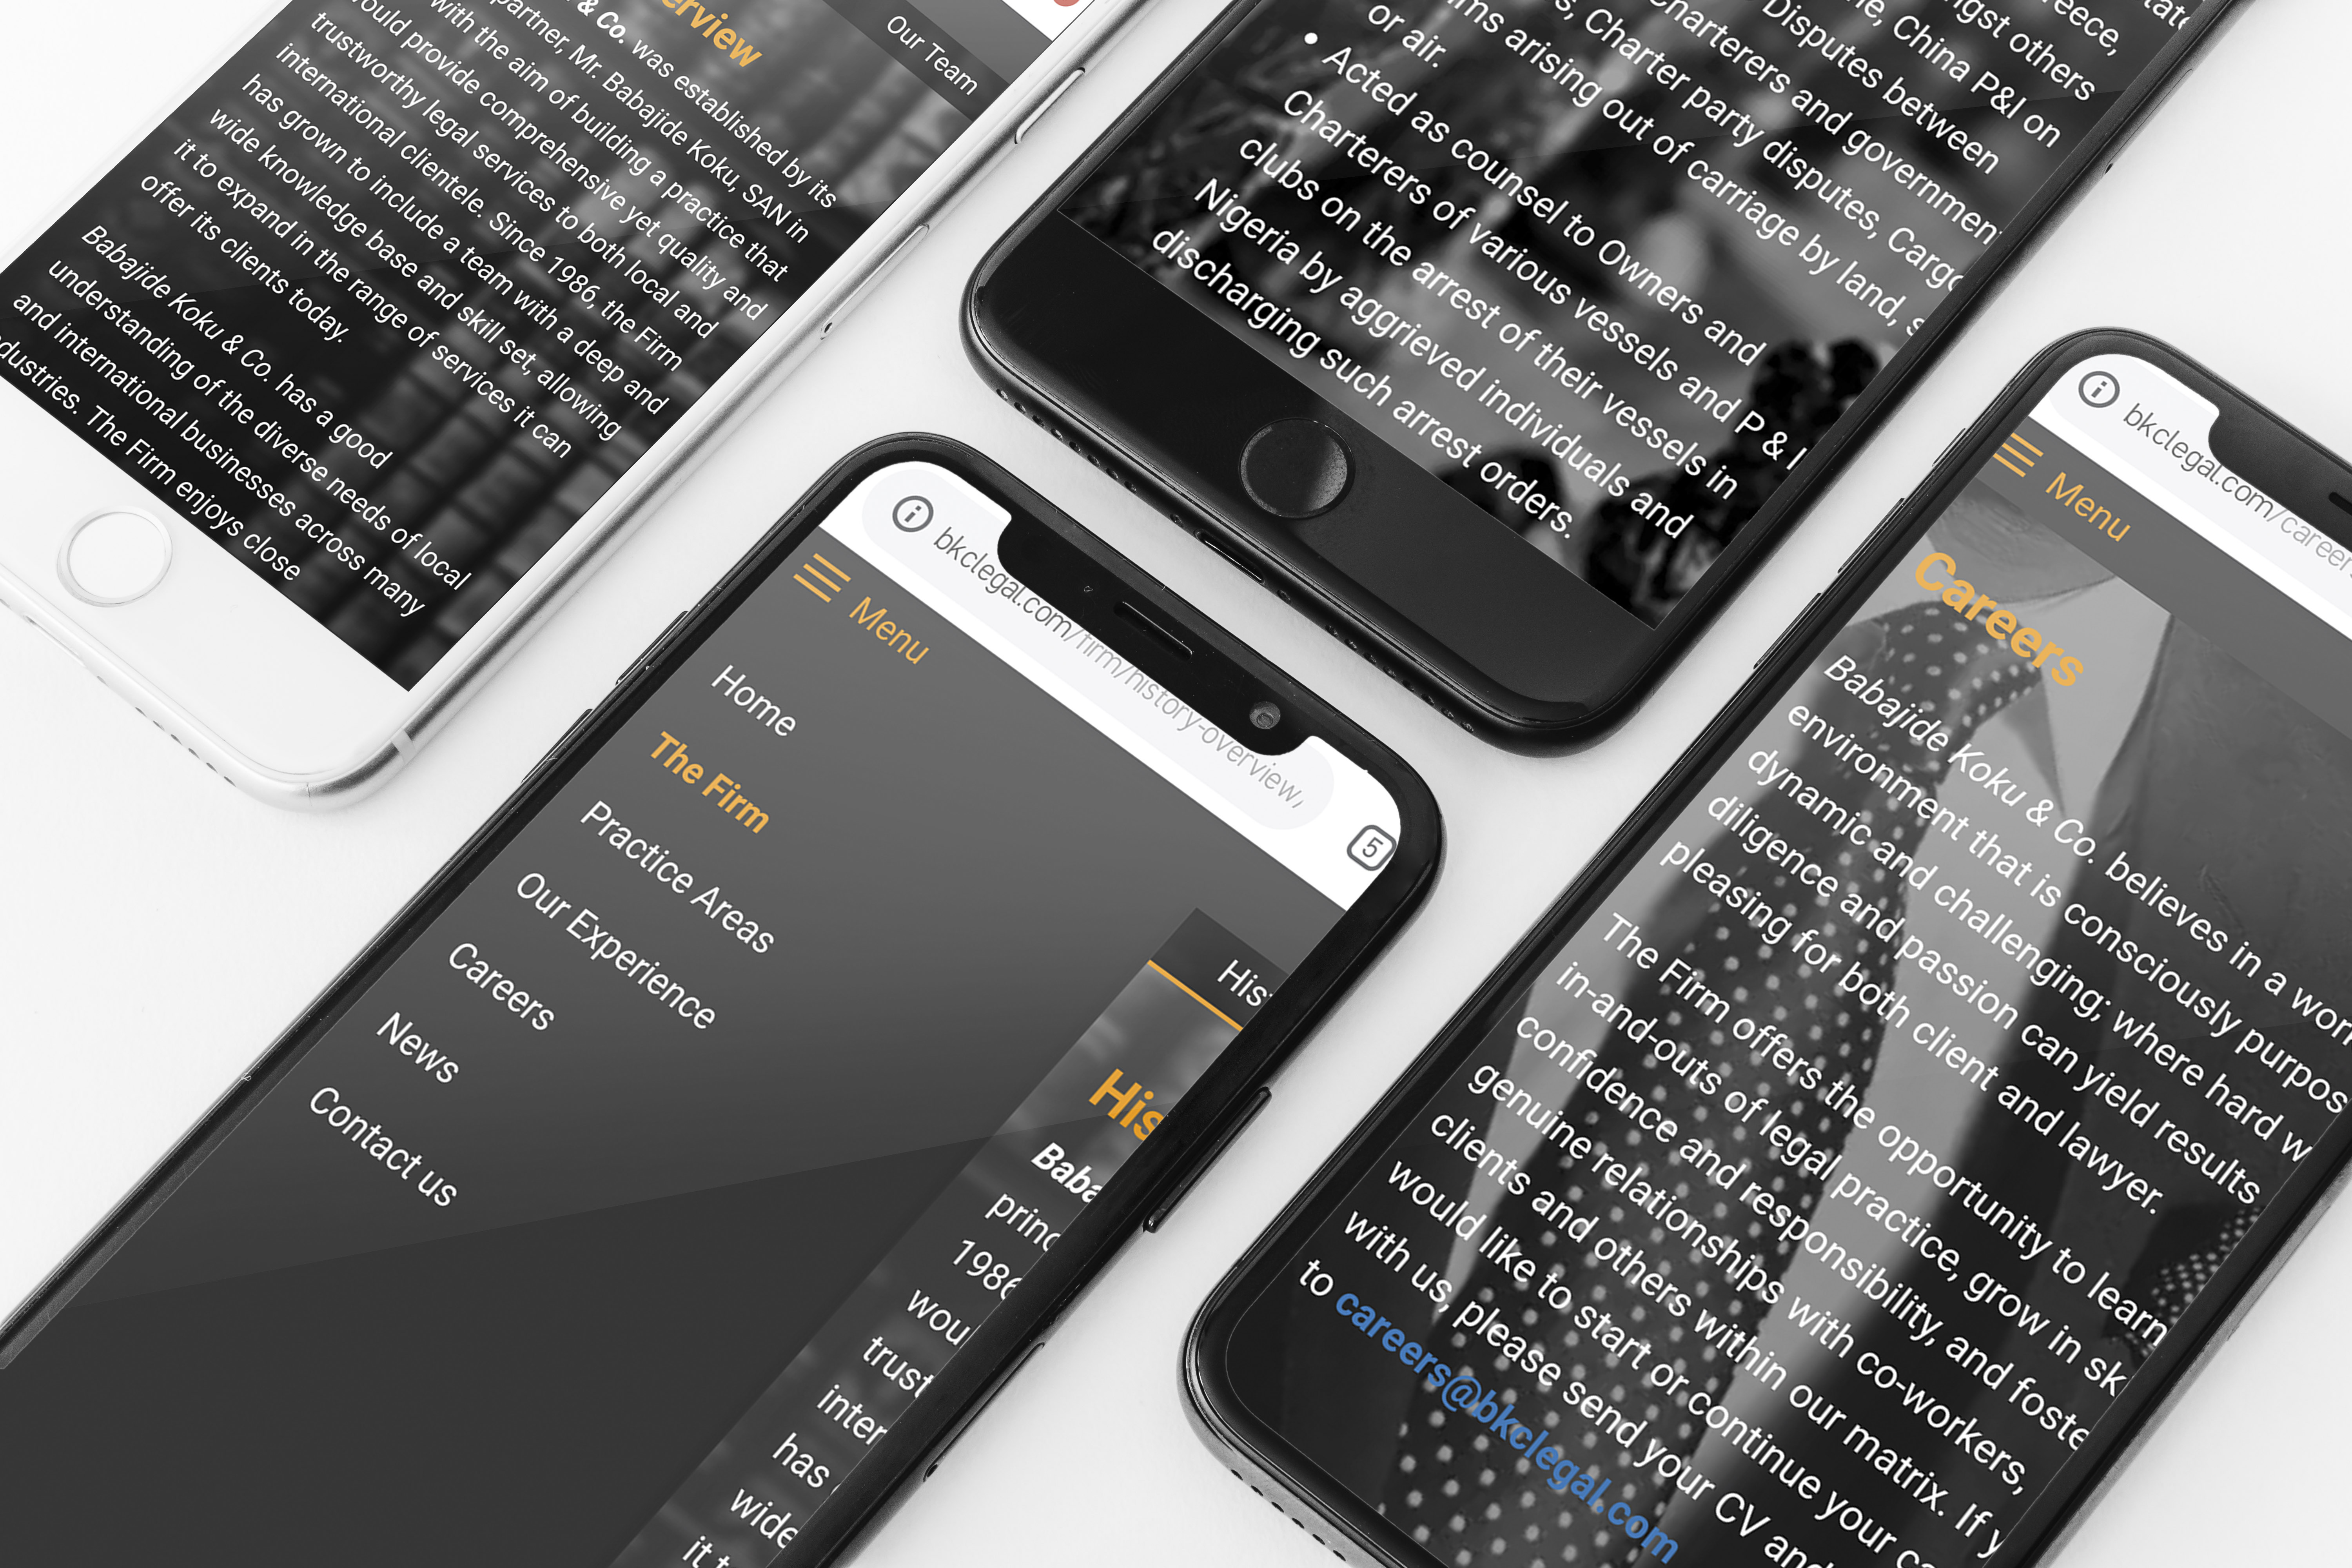 erview
Our Team
& Co. was established by its
partner, Mr. Babajide Koku, SAN in
with the aim of building a practice that
ould provide comprehensive yet quality and
trustworthy legal services to both local and
international clientele. Since 1986, the Firm
has grown to include a team with a deep and
wide knowledge base and skill set, allowing
it to expand in the range of services it can
offer its clients today.
Babajide Koku & Co. has a good
understanding of the diverse needs of local
and international businesses across many
dustries. The Firm enjoys close
ngst others
reece,
China P&I on
Disputes between
Charterers and governmen
Charter party disputes, Cargo
ms arising out of carriage by land, s
or air.
• Acted as counsel to Owners and
Charterers of various vessels and P & I
clubs on the arrest of their vessels in
Nigeria by aggrieved individuals and
discharging such arrest orders.
bkclegal.com/firm/history-overview/
5
Menu
Home
The Firm
Practice Areas
Our Experience
Careers
News
Contact us
His
His
Baba
princ
1986
wou
trust
inter
has
wide
it t
bkclegal.com/career
Menu
Careers
Babajide Koku & Co. believes in a wor
environment that is consciously purpos
dynamic and challenging; where hard w
diligence and passion can yield results
pleasing for both client and lawyer.
The Firm offers the opportunity to learn
in-and-outs of legal practice, grow in sk
confidence and responsibility, and foste
genuine relationships with co-workers,
clients and others within our matrix. If y
would like to start or continue your ca
with us, please send your CV and
to careers@bkclegal.com